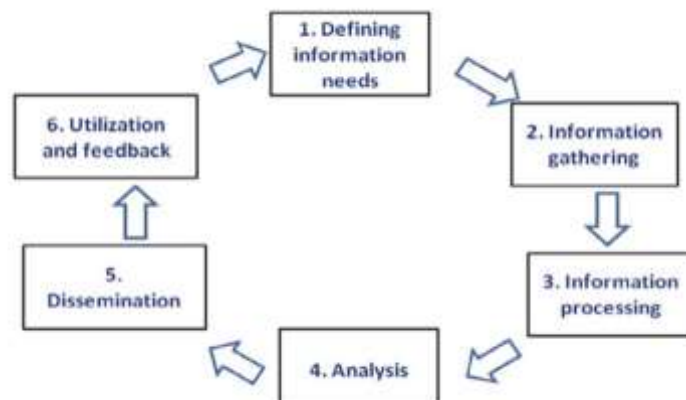 1. Defining
information
needs
2. Information
gathering
3. Information
processing
4. Analysis
5.
Dissemination
6. Utilization
and feedback